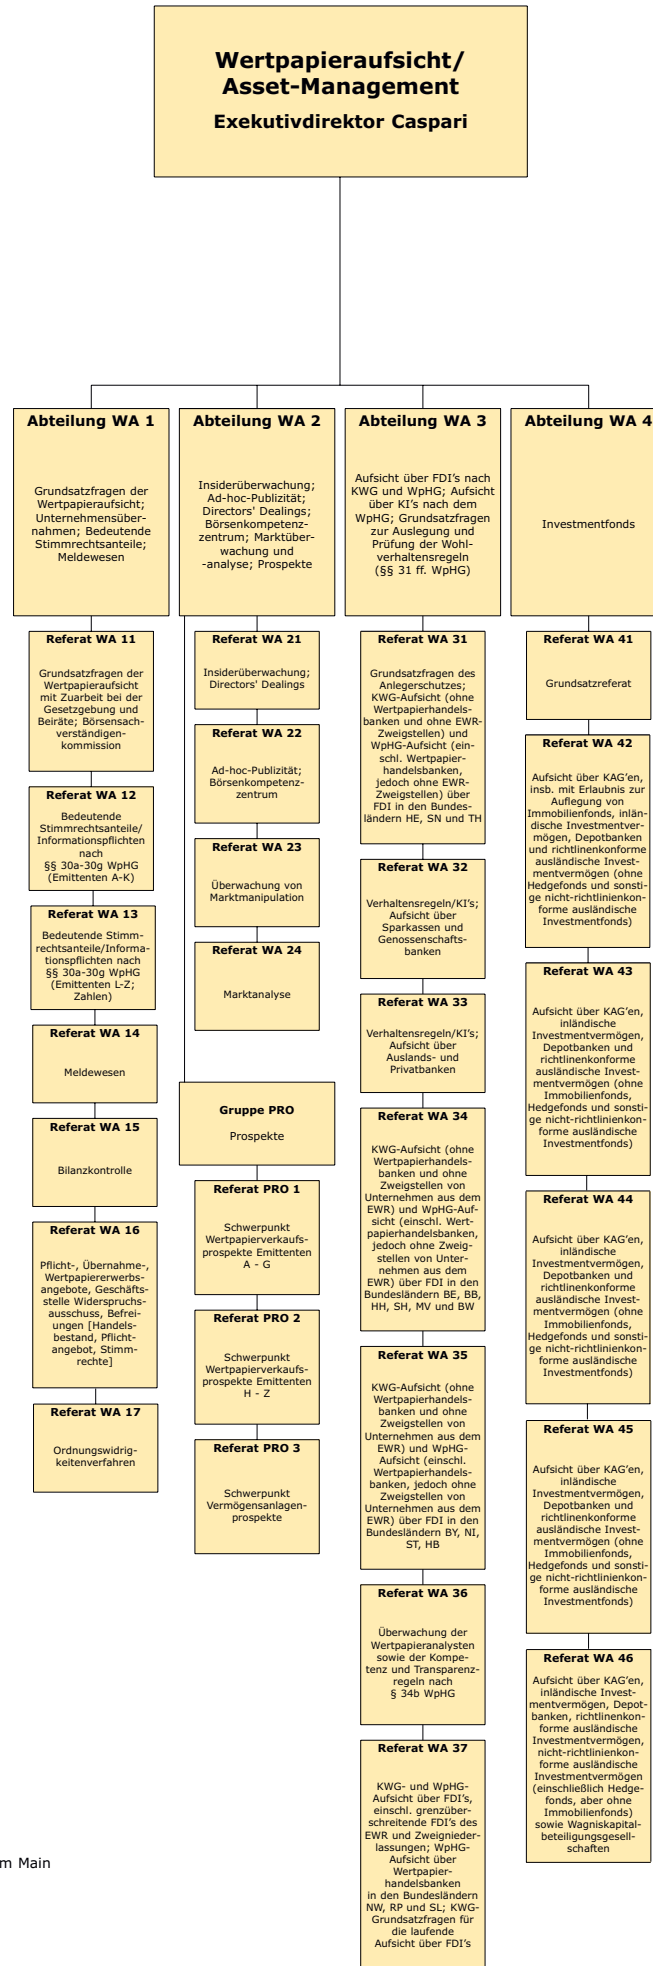 Wertpapieraufsicht/
Asset-Management
Exekutivdirektor Caspari
Abteilung WA 1
Grundsatzfragen der
Wertpapieraufsicht;
Unternehmensüber-
nahmen; Bedeutende
Stimmrechtsanteile;
Meldewesen
Referat WA 11
Grundsatzfragen der
Wertpapieraufsicht
mit Zuarbeit bei der
Gesetzgebung und
Beiräte; Börsensach-
verständigen-
kommission
Referat WA 12
Bedeutende
Stimmrechtsanteile/
Informationspflichten
nach
§§ 30a-30g WpHG
(Emittenten A-K)
Referat WA 13
Bedeutende Stimm-
rechtsanteile/Informa-
tionspflichten nach
§§ 30a-30g WpHG
(Emittenten L-Z;
Zahlen)
Referat WA 14
Meldewesen
Referat WA 15
Bilanzkontrolle
Referat WA 16
Pflicht-, Übernahme-,
Wertpapiererwerbs-
angebote, Geschäfts-
stelle Widerspruchs-
ausschuss, Befrei-
ungen [Handels-
bestand, Pflicht-
angebot, Stimm-
rechte]
Referat WA 17
Ordnungswidrig-
keitenverfahren
Abteilung WA 2
Insiderüberwachung;
Ad-hoc-Publizität;
Directors' Dealings;
Börsenkompetenz-
zentrum; Marktüber-
wachung und
-analyse; Prospekte
Referat WA 21
Insiderüberwachung;
Directors' Dealings
Referat WA 22
Ad-hoc-Publizität;
Börsenkompetenz-
zentrum
Referat WA 23
Überwachung von
Marktmanipulation
Referat WA 24
Marktanalyse
Gruppe PRO
Prospekte
Referat PRO 1
Schwerpunkt
Wertpapierverkaufs-
prospekte Emittenten
A - G
Referat PRO 2
Schwerpunkt
Wertpapierverkaufs-
prospekte Emittenten
H - Z
Referat PRO 3
Schwerpunkt
Vermögensanlagen-
prospekte
Abteilung WA 3
Aufsicht über FDI's nach
KWG und WpHG; Aufsicht
über KI's nach dem
WpHG; Grundsatzfragen
zur Auslegung und
Prüfung der Wohl-
verhaltensregeln
(§§ 31 ff. WpHG)
Referat WA 31
Grundsatzfragen des
Anlegerschutzes;
KWG-Aufsicht (ohne
Wertpapierhandels-
banken und ohne EWR-
Zweigstellen) und
WpHG-Aufsicht (ein-
schl. Wertpapier-
handelsbanken,
jedoch ohne EWR-
Zweigstellen) über
FDI in den Bundes-
ländern HE, SN und TH
Referat WA 32
Verhaltensregeln/KI's;
Aufsicht über
Sparkassen und
Genossenschafts-
banken
Referat WA 33
Verhaltensregeln/KI's;
Aufsicht über
Auslands- und
Privatbanken
Referat WA 34
KWG-Aufsicht (ohne
Wertpapierhandels-
banken und ohne
Zweigstellen von
Unternehmen aus dem
EWR) und WpHG-Auf-
sicht (einschl. Wert-
papierhandelsbanken,
jedoch ohne Zweig-
stellen von Unter-
nehmen aus dem
EWR) über FDI in den
Bundesländern BE, BB,
HH, SH, MV und BW
Referat WA 35
KWG-Aufsicht (ohne
Wertpapierhandels-
banken und ohne
Zweigstellen von
Unternehmen aus dem
EWR) und WpHG-
Aufsicht (einschl.
Wertpapierhandels-
banken, jedoch ohne
Zweigstellen von
Unternehmen aus dem
EWR) über FDI in den
Bundesländern BY, NI,
ST, HB
Referat WA 36
Überwachung der
Wertpapieranalysten
sowie der Kompe-
tenz und Transparenz-
regeln nach
§ 34b WpHG
Referat WA 37
KWG- und WpHG-
Aufsicht über FDI's,
einschl. grenzüber-
schreitende FDI's des
EWR und Zweignieder-
lassungen; WpHG-
Aufsicht über
Wertpapier-
handelsbanken
in den Bundesländern
NW, RP und SL; KWG-
Grundsatzfragen für
die laufende
Aufsicht über FDI's
Abteilung WA 4
Investmentfonds
Referat WA 41
Grundsatzreferat
Referat WA 42
Aufsicht über KAG'en,
insb. mit Erlaubnis zur
Auflegung von
Immobilienfonds, inlän-
dische Investmentver-
mögen, Depotbanken
und richtlinienkonforme
ausländische Invest-
mentvermögen (ohne
Hedgefonds und sonsti-
ge nicht-richtlinienkon-
forme ausländische
Investmentfonds)
Referat WA 43
Aufsicht über KAG'en,
inländische
Investmentvermögen,
Depotbanken und
richtlinenkonforme
ausländische Invest-
mentvermögen (ohne
Immobilienfonds,
Hedgefonds und sonsti-
ge nicht-richtlinienkon-
forme ausländische
Investmentfonds)
Referat WA 44
Aufsicht über KAG'en,
inländische
Investmentvermögen,
Depotbanken und
richtlinienkonforme
ausländische Invest-
mentvermögen (ohne
Immobilienfonds,
Hedgefonds und sonsti-
ge nicht-richtlinienkon-
forme ausländische
Investmentfonds)
Referat WA 45
Aufsicht über KAG'en,
inländische
Investmentvermögen,
Depotbanken und
richtlinienkonforme
ausländische Invest-
mentvermögen (ohne
Immobilienfonds,
Hedgefonds und sonsti-
ge nicht-richtlinienkon-
forme ausländische
Investmentfonds)
Referat WA 46
Aufsicht über KAG'en,
inländische Invest-
mentvermögen, Depot-
banken, richtlinenkon-
forme ausländische
Investmentvermögen,
nicht-richtlinienkon-
forme ausländische
Investmentvermögen
(einschließlich Hedge-
fonds, aber ohne
Immobilienfonds)
sowie Wagniskapital-
beteiligungsgesell-
schaften
m Main